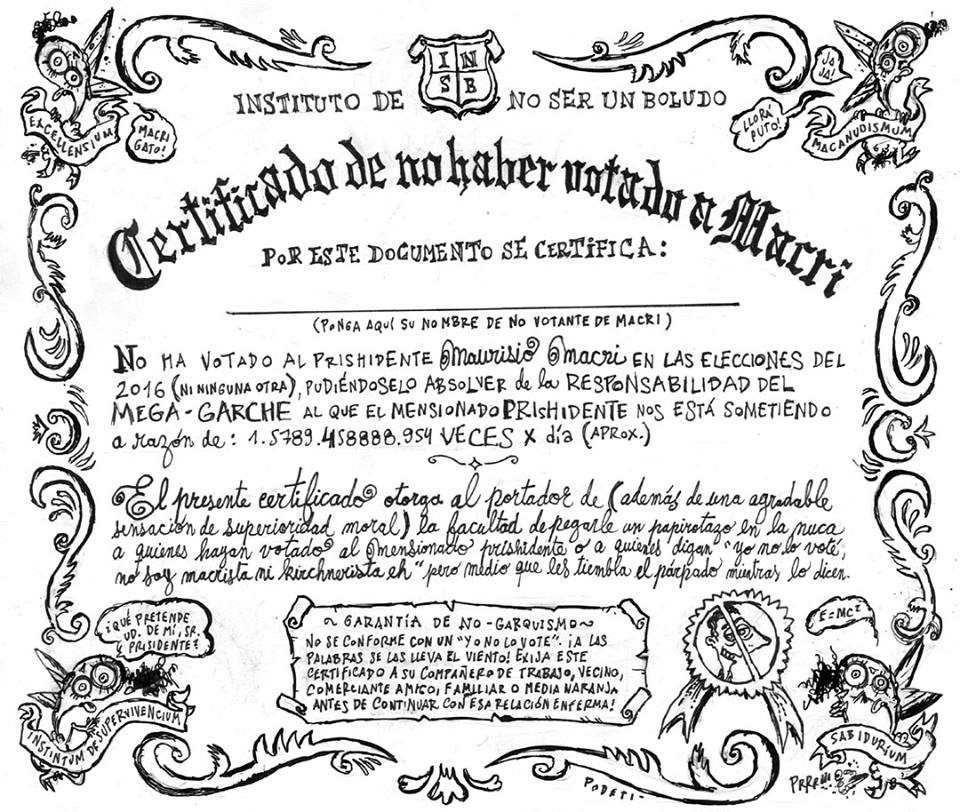 I N
S B
INSTITUTO DE NO SER UN BOLUDO
EXCELLENSIUM
MACRI
GATO!
JA
JA!
LLORA
PUTO!
MACANUDISMUM
Certificado de no haber votado a Macri
POR ESTE DOCUMENTO SE CERTIFICA:
(PONGA AQUÍ SU NOMBRE DE NO VOTANTE DE MACRI)
NO HA VOTADO AL PRISHIDENTE Maurisio Macri EN LAS ELECCIONES DEL
2016 (NI NINGUNA OTRA), PUDIÉNDOSELO ABSOLVER de la RESPONSABILIDAD DEL
MEGA-GARCHE AL QUE EL MENSIONADO PRISHIDENTE NOS ESTÁ SOMETIENDO
a razón de: 1.5789.458888.954 VECES X día (APROX.)
El presente certificado otorga al portador de (además de una agradable
sensación de superioridad moral) la facultad de pegarle un papirotazo en la nuca
a quienes hayan votado al mensionado prishidente o a quienes digan "yo no lo voté,
no soy macrista ni kirchnerista eh" pero medio que les tiembla el párpado mientras lo dicen.
¿QUÉ PRETENDE
UD. DE MÍ, SR.
PRISIDENTE?
INSTINTUM DE SUPERVIVENCIUM
GARANTÍA DE NO-GARQUISMO
NO SE CONFORME CON UN "YO NO LO VOTE". ¡A LAS
PALABRAS SE LAS LLEVA EL VIENTO! EXIJA ESTE
CERTIFICADO A SU COMPAÑERO DE TRABAJO, VECINO,
COMERCIANTE AMIGO, FAMILIAR O MEDIA NARANJA
ANTES DE CONTINUAR CON ESA RELACIÓN ENFERMA!
E=MC2
SABIDURIUM
PRRR
PODETI-